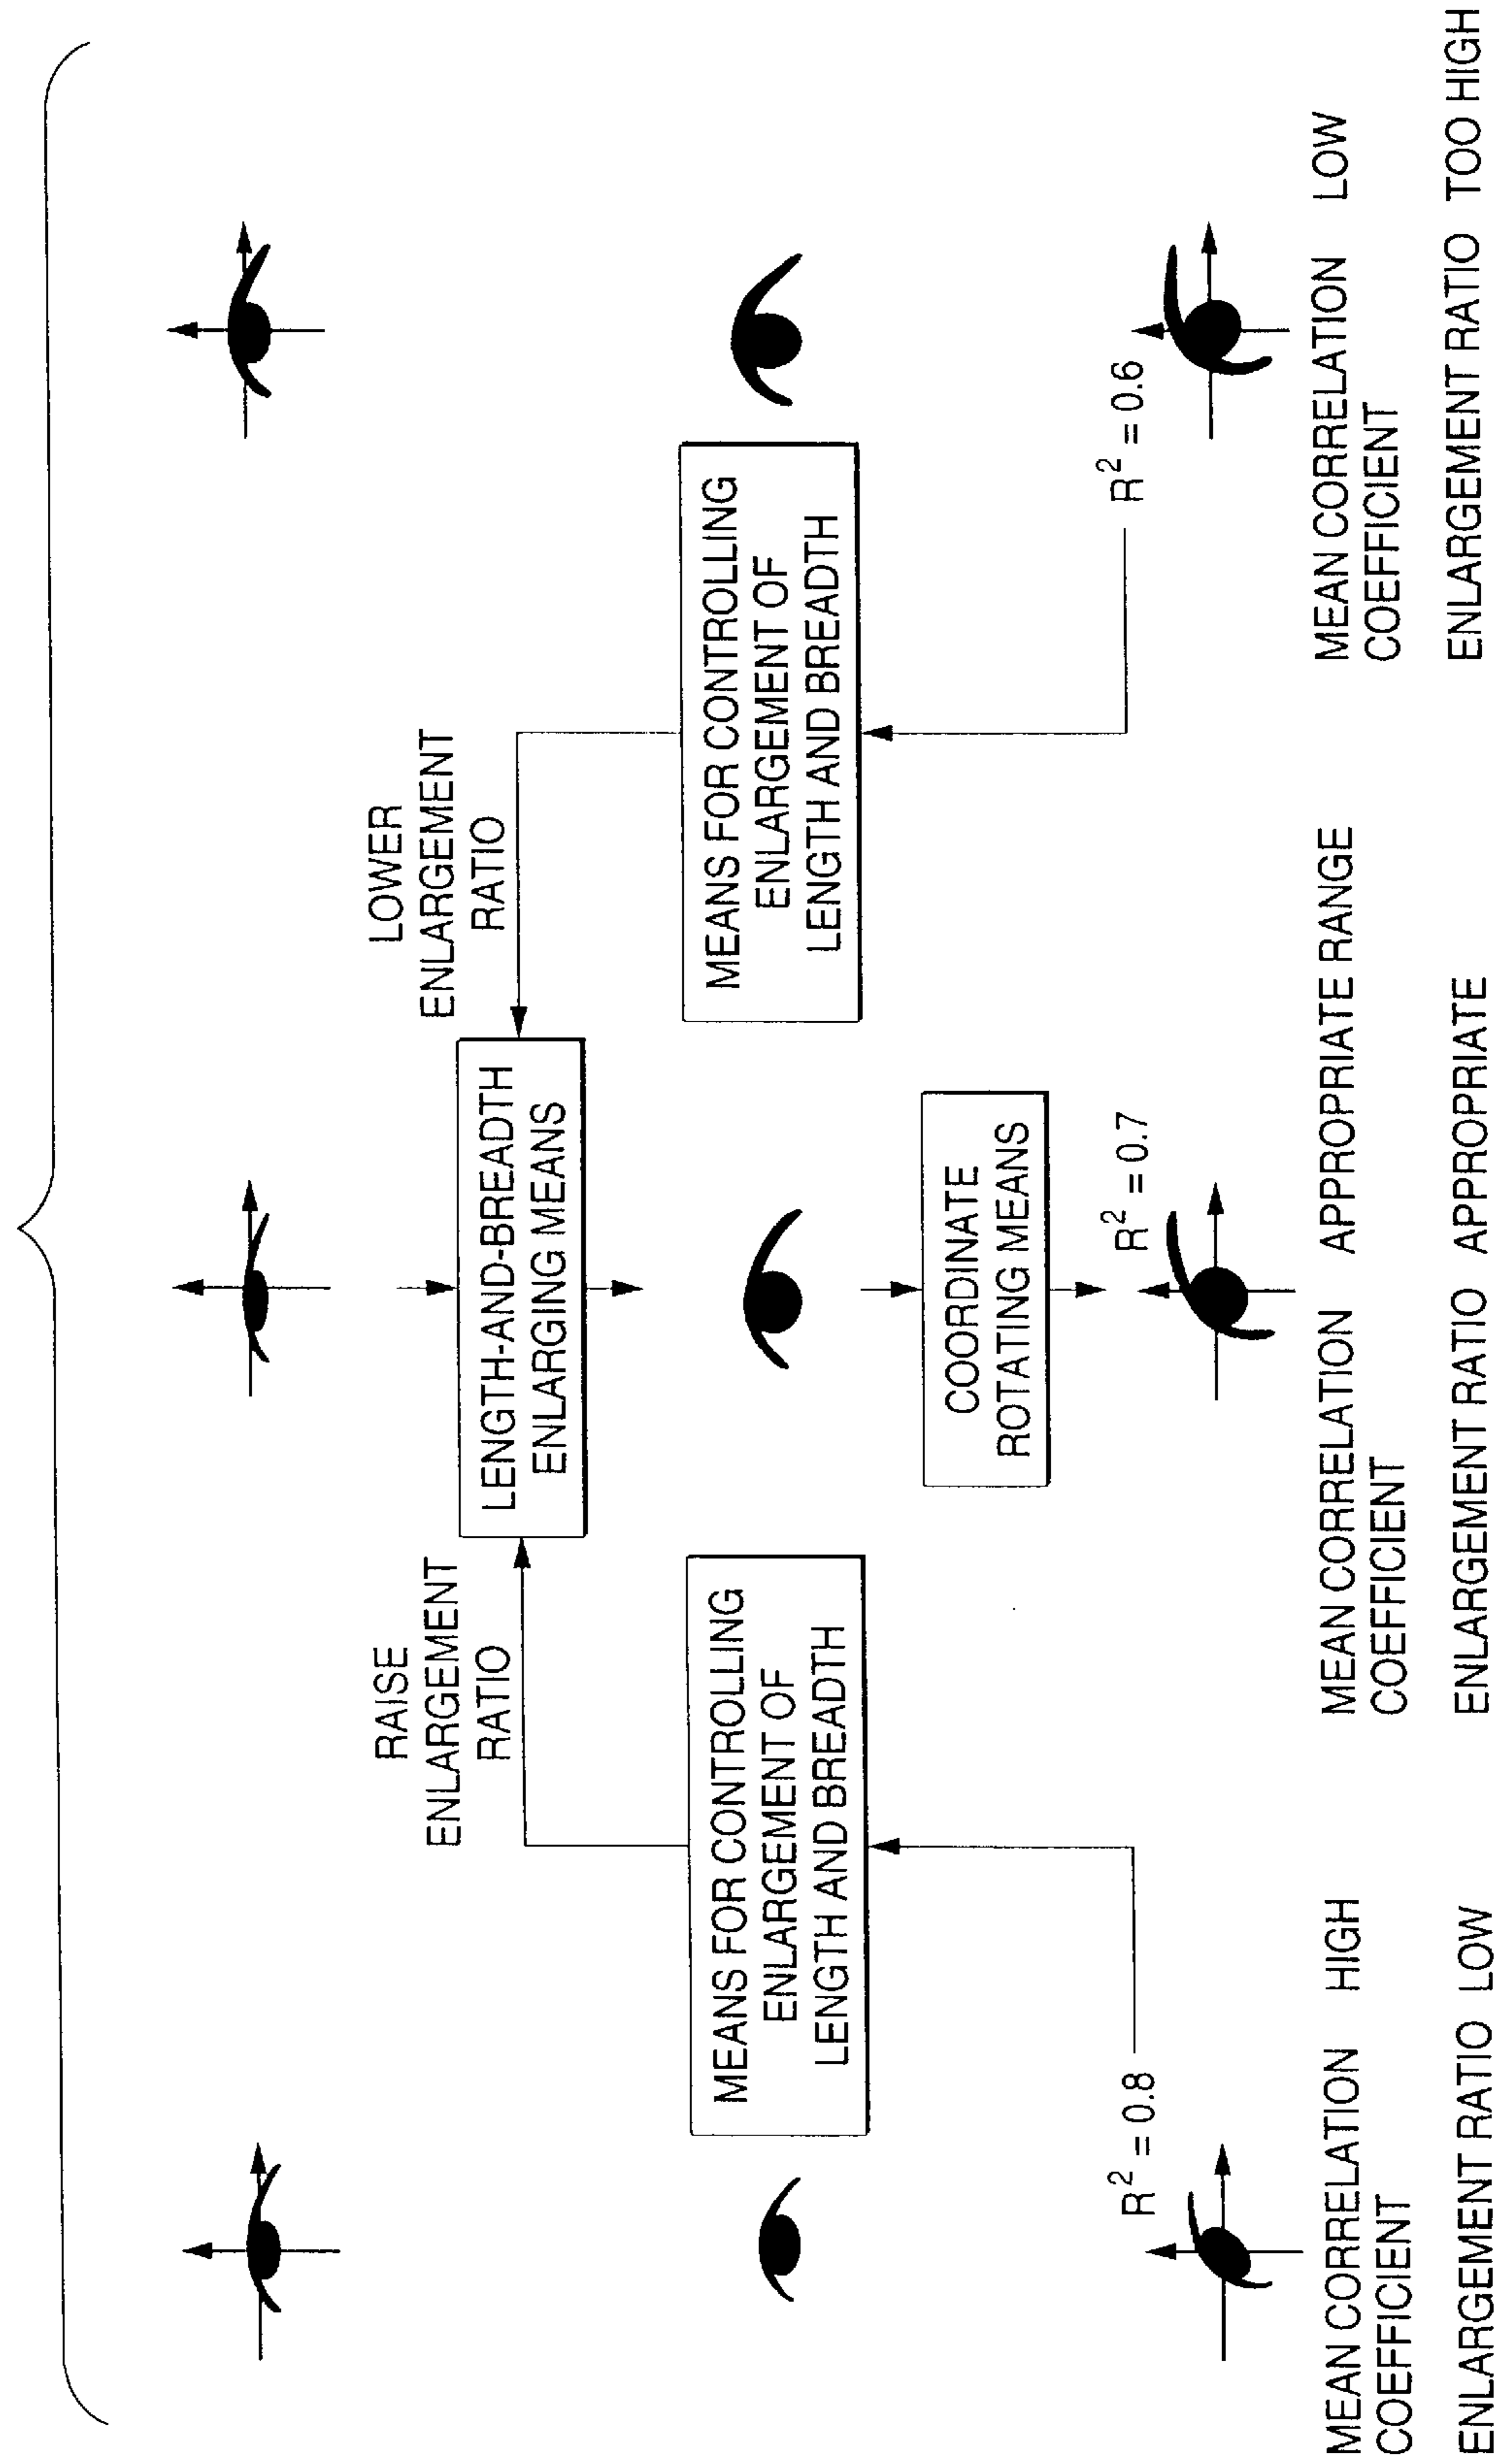 RAISE
ENLARGEMENT
RATIO
LOWER
ENLARGEMENT
RATIO
LENGTH-AND-BREADTH
ENLARGING MEANS
MEANS FOR CONTROLLING
ENLARGEMENT OF
LENGTH AND BREADTH
MEANS FOR CONTROLLING
ENLARGEMENT OF
LENGTH AND BREADTH
COORDINATE
ROTATING MEANS
R² = 0.8
R² = 0.7
R² = 0.6
MEAN CORRELATION HIGH
COEFFICIENT
ENLARGEMENT RATIO LOW
MEAN CORRELATION APPROPRIATE RANGE
COEFFICIENT
ENLARGEMENT RATIO APPROPRIATE
MEAN CORRELATION LOW
COEFFICIENT
ENLARGEMENT RATIO TOO HIGH